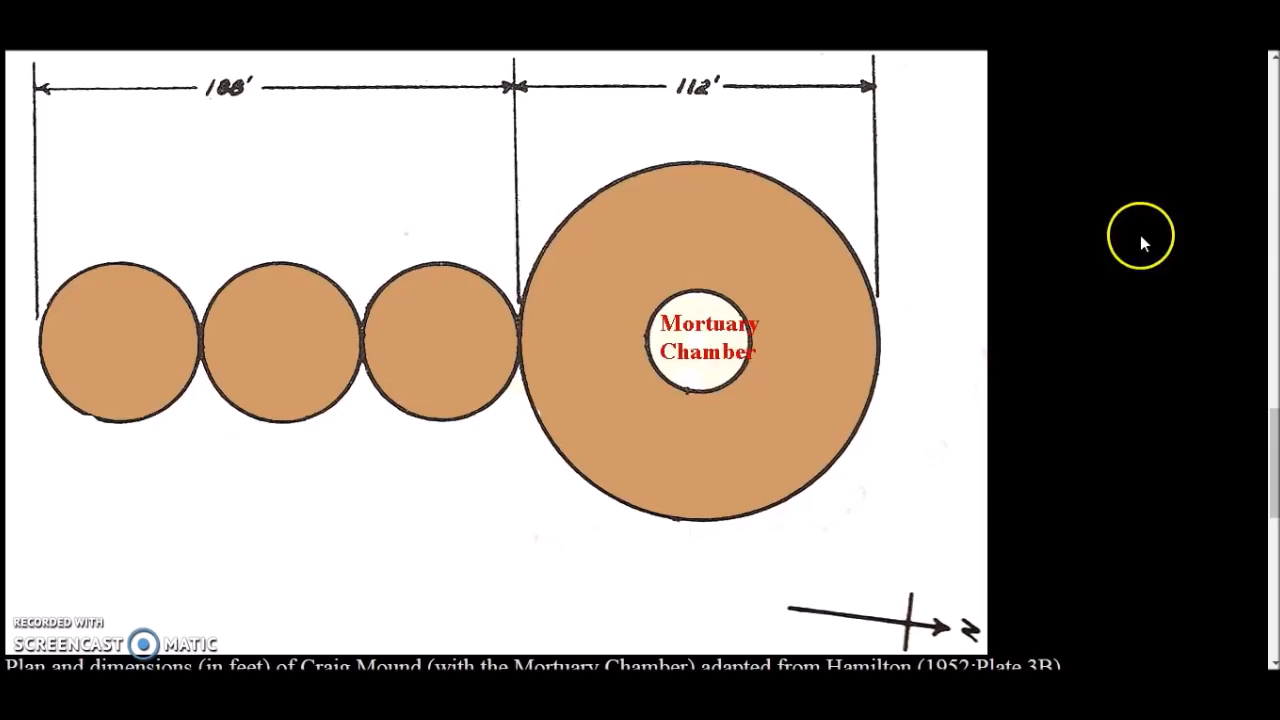 188'
112'
Mortuary
Chamber
N
RECORDED WITH
SCREENCAST MATIC
Plan and dimensions (in feet) of Craig Mound (with the Mortuary Chamber) adapted from Hamilton (1952:Plate 3B)